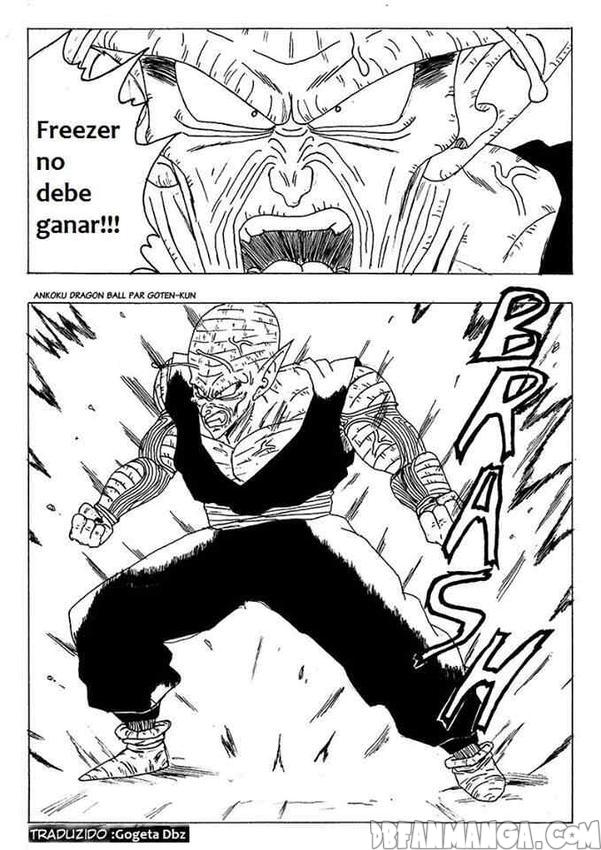 Freezer
no
debe
ganar!!!
ANKOKU DRAGON BALL PAR GOTEN-KUN
BRASH
TRADUZIDO :Gogeta Dbz
DBFANMANGA.COM